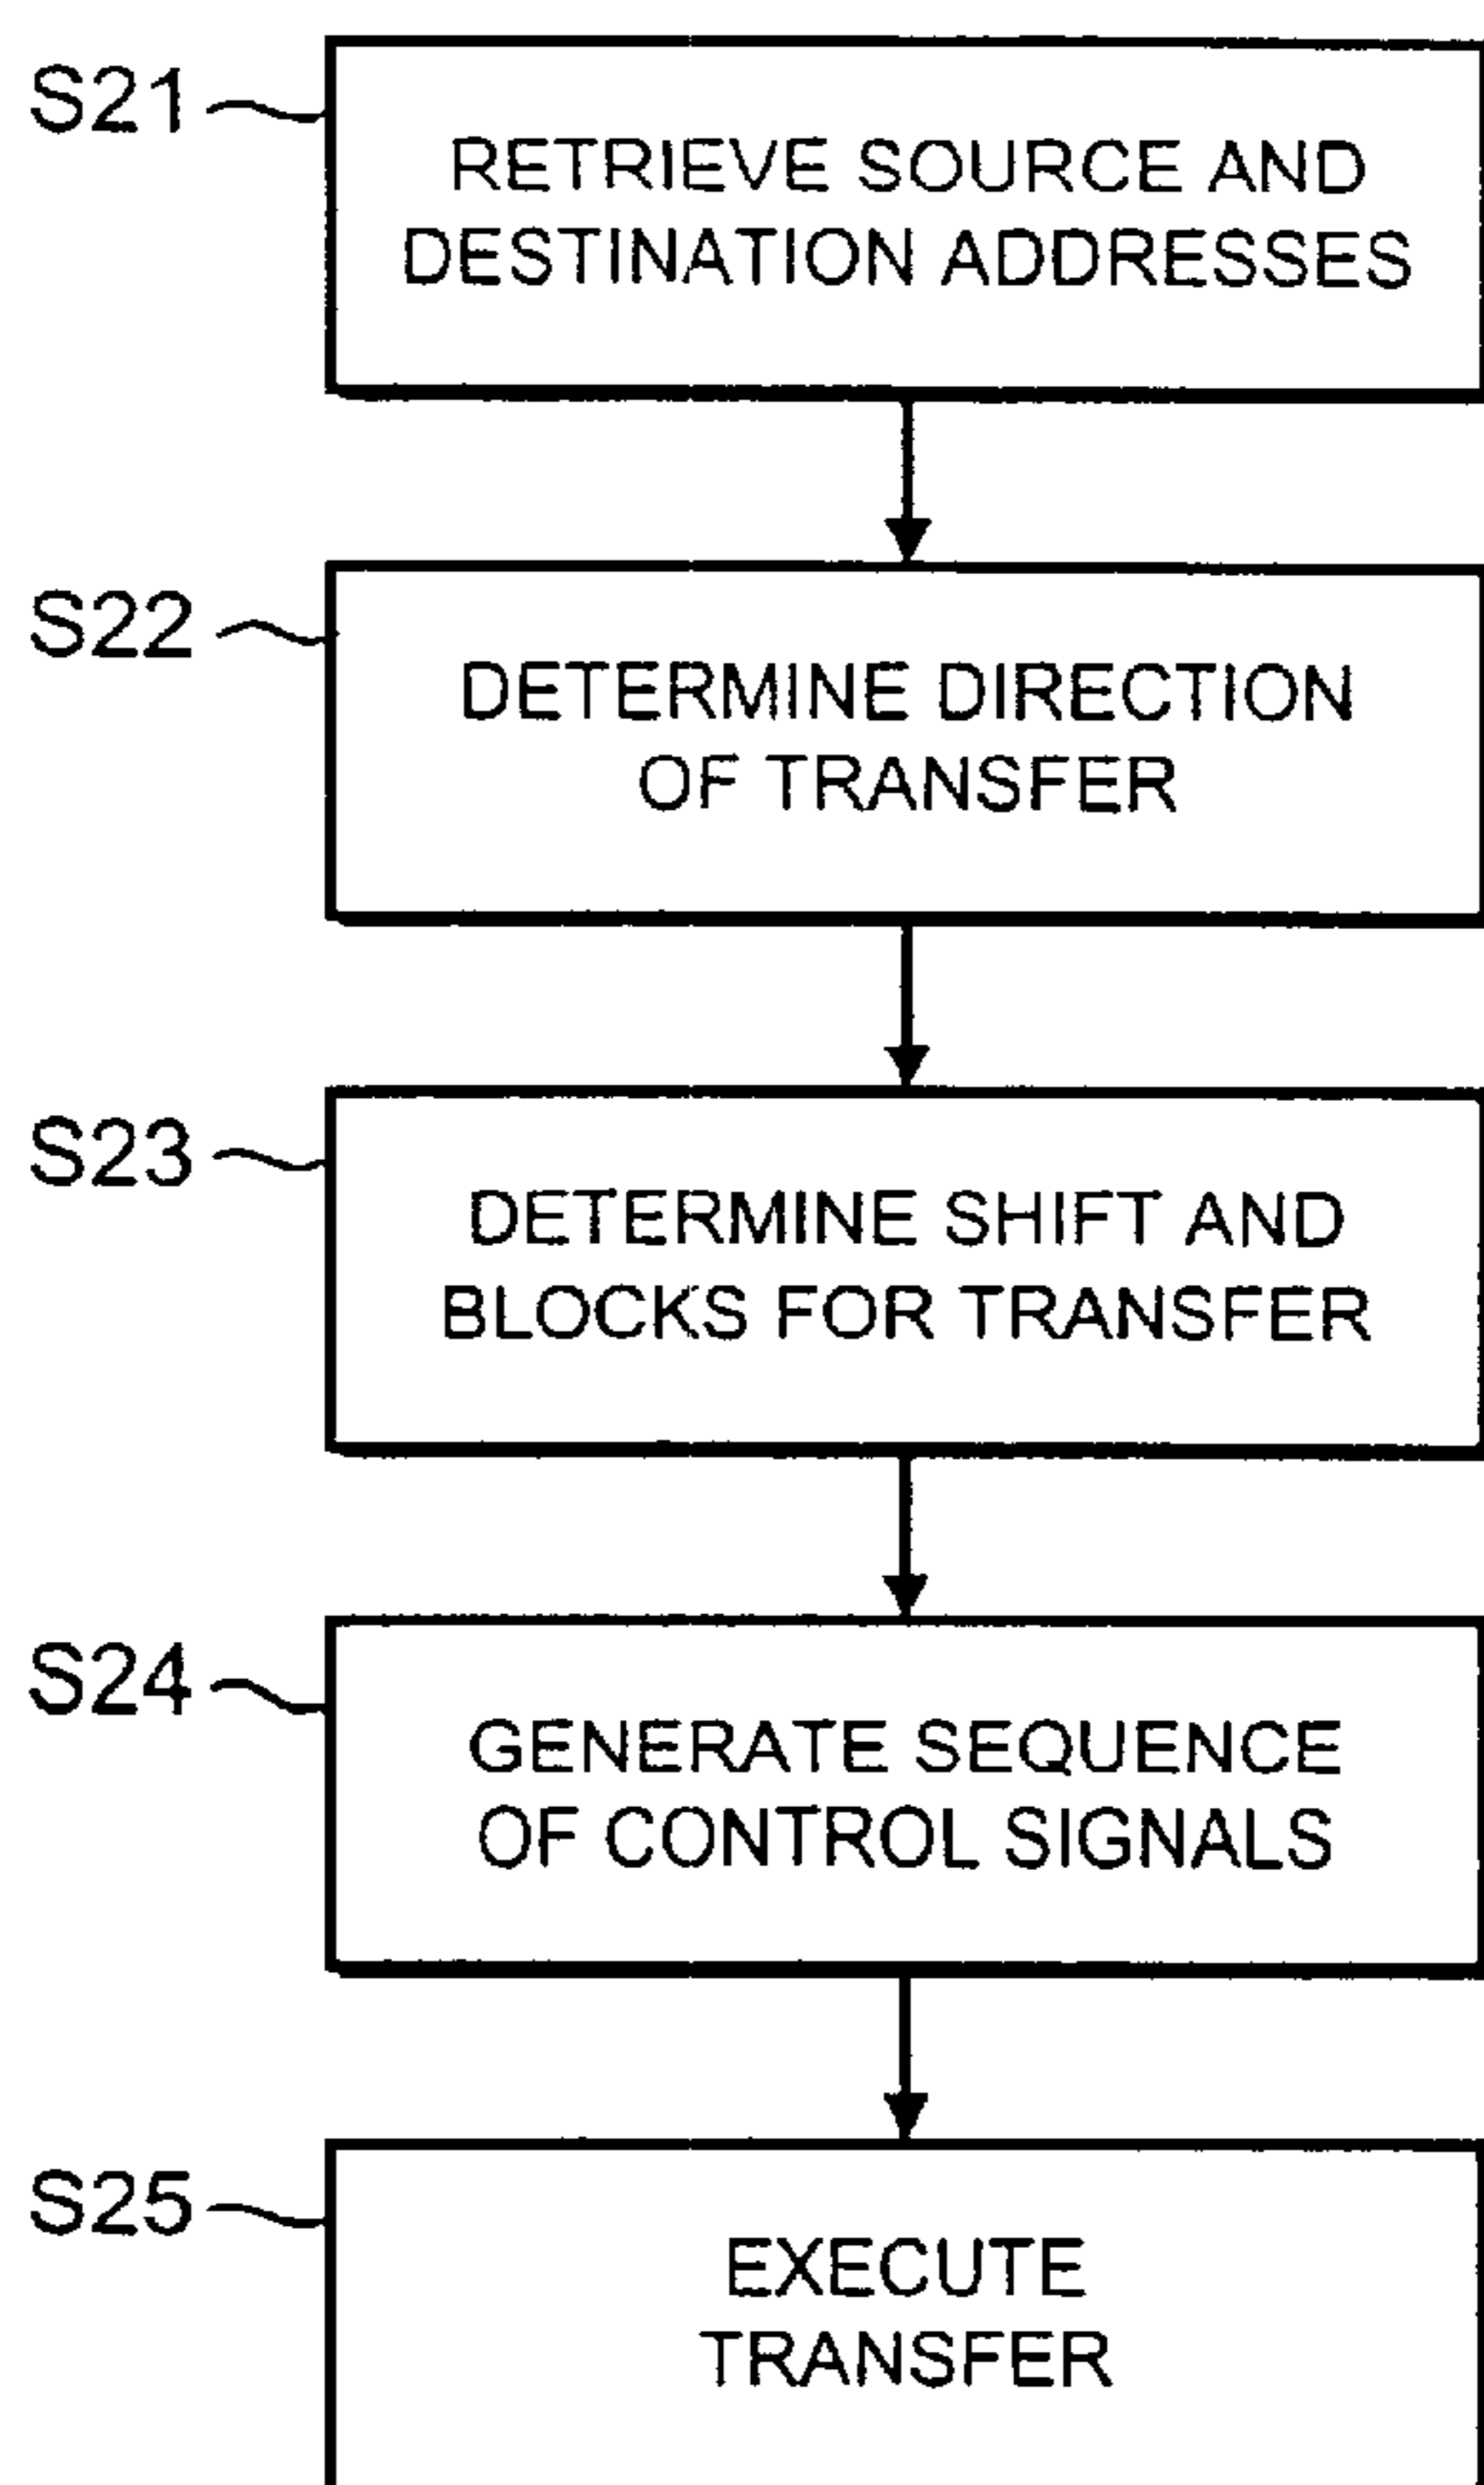 S21
RETRIEVE SOURCE AND
DESTINATION ADDRESSES
S22
DETERMINE DIRECTION
OF TRANSFER
S23
DETERMINE SHIFT AND
BLOCKS FOR TRANSFER
S24
GENERATE SEQUENCE
OF CONTROL SIGNALS
S25
EXECUTE
TRANSFER